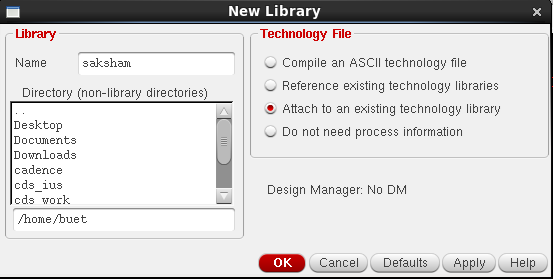 New Library
Library
Name saksham
Directory (non-library directories)
..
Desktop
Documents
Downloads
cadence
cds_ius
cds_work
/home/buet
Technology File
Compile an ASCII technology file
Reference existing technology libraries
Attach to an existing technology library
Do not need process information
Design Manager: No DM
OK Cancel Defaults Apply Help